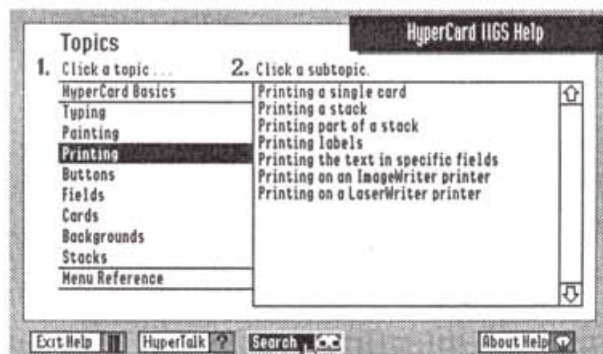 HyperCard IIGS Help
Topics
1. Click a topic ...
2. Click a subtopic.
HyperCard Basics
Typing
Painting
Printing
Buttons
Fields
Cards
Backgrounds
Stacks
Menu Reference
Printing a single card
Printing a stack
Printing part of a stack
Printing labels
Printing the text in specific fields
Printing on an ImageWriter printer
Printing on a LaserWriter printer
Exit Help
HyperTalk ?
Search
About Help